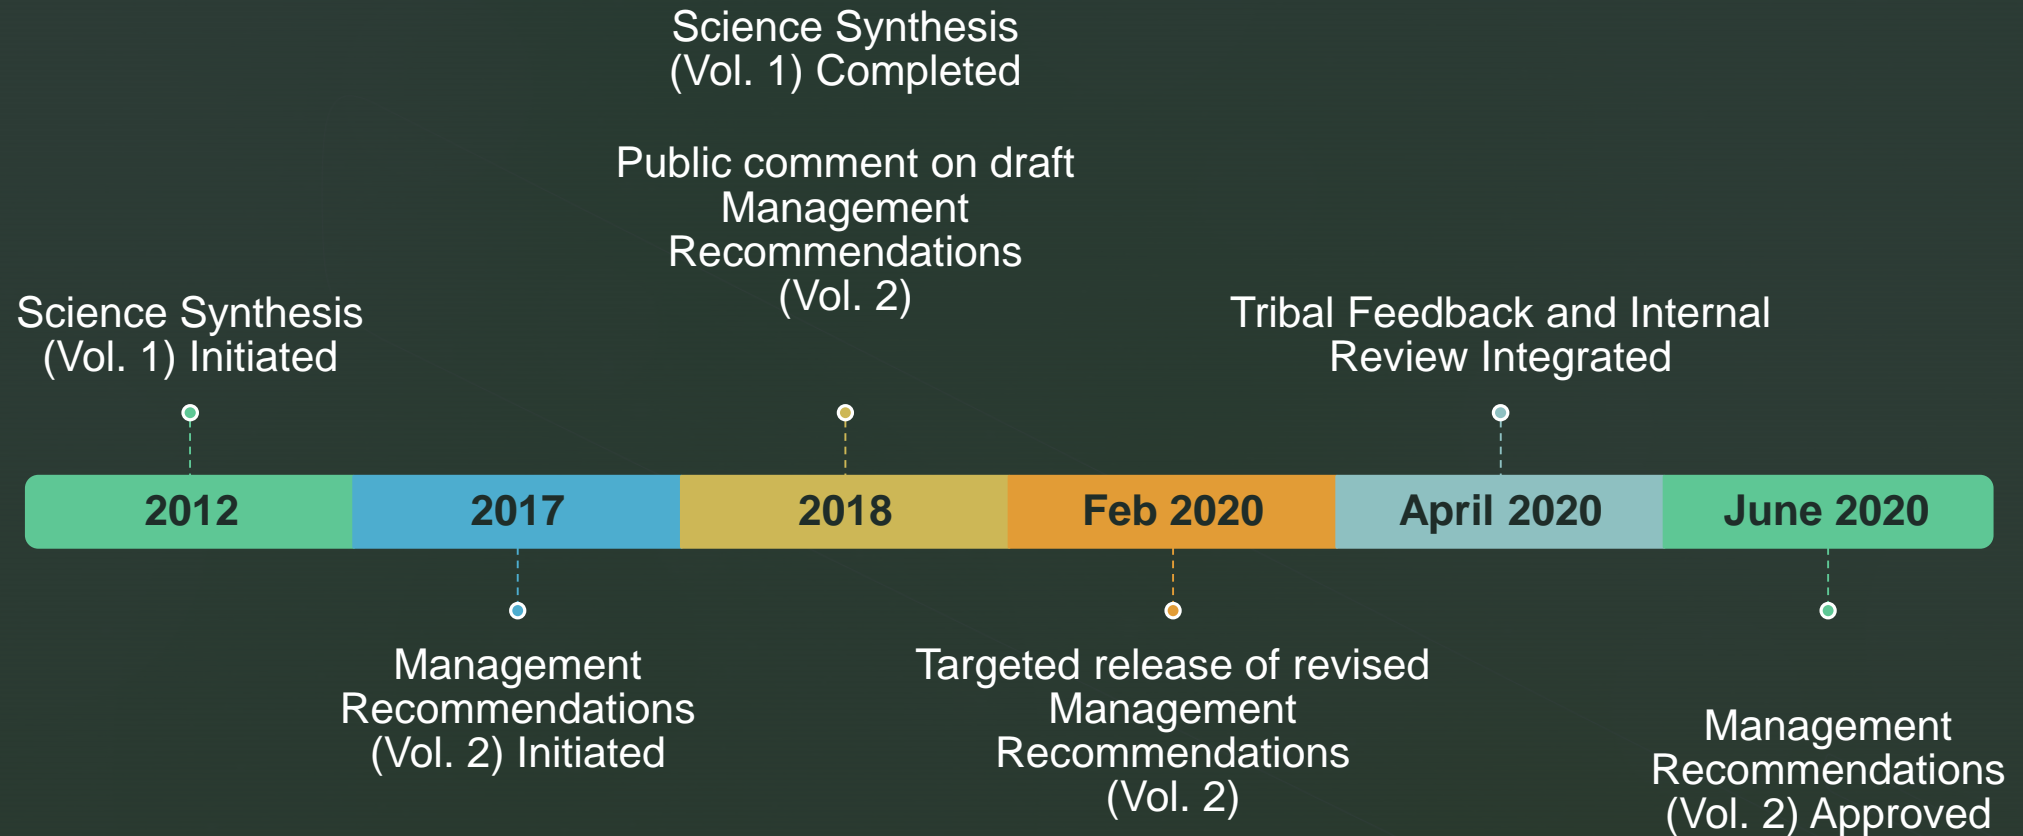 Science Synthesis
(Vol. 1) Completed
Public comment on draft
Management
Recommendations
(Vol. 2)
Science Synthesis
(Vol. 1) Initiated
Tribal Feedback and Internal
Review Integrated
2012
2017
2018
Feb 2020
April 2020
June 2020
Management
Recommendations
(Vol. 2) Initiated
Targeted release of revised
Management
Recommendations
(Vol. 2)
Management
Recommendations
(Vol. 2) Approved